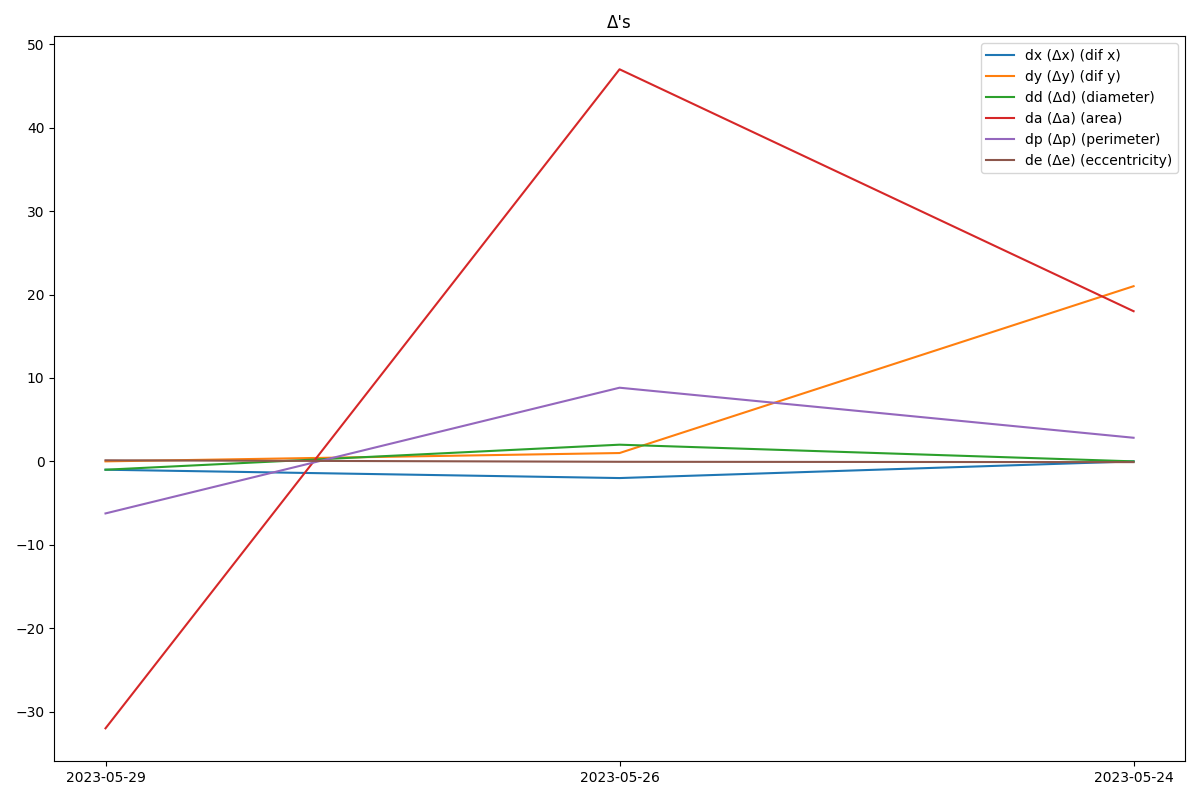 Δ's
50
40
30
20
10
0
−10
−20
−30
dx (Δx) (dif x)
dy (Δy) (dif y)
dd (Δd) (diameter)
da (Δa) (area)
dp (Δp) (perimeter)
de (Δe) (eccentricity)
2023-05-29
2023-05-26
2023-05-24